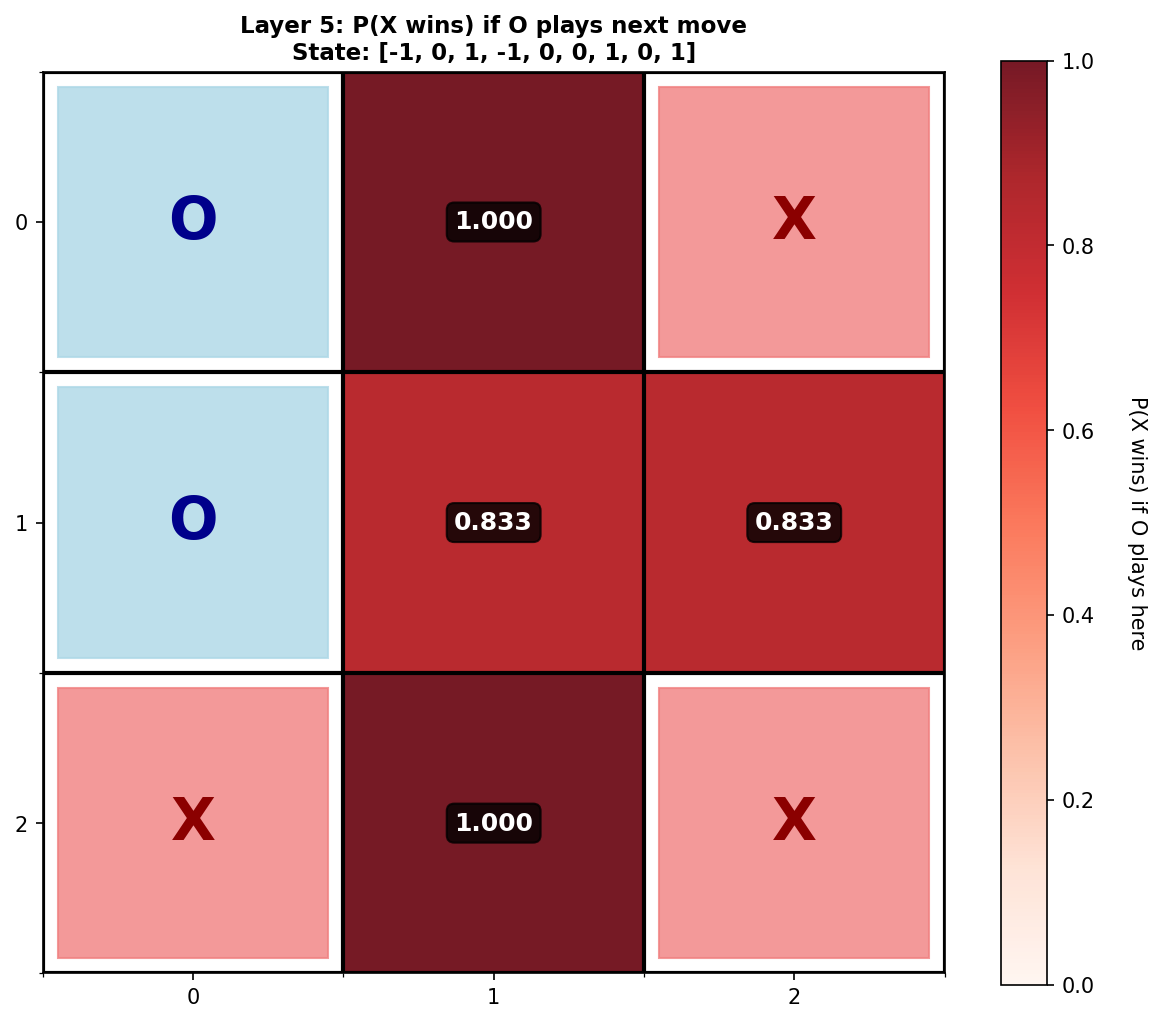 Layer 5: P(X wins) if O plays next move
State: [-1, 0, 1, -1, 0, 0, 1, 0, 1]
O
1.000
X
O
0.833
0.833
X
1.000
X
0
1
2
0
1
2
1.0
0.8
0.6
0.4
0.2
0.0
P(X wins) if O plays here